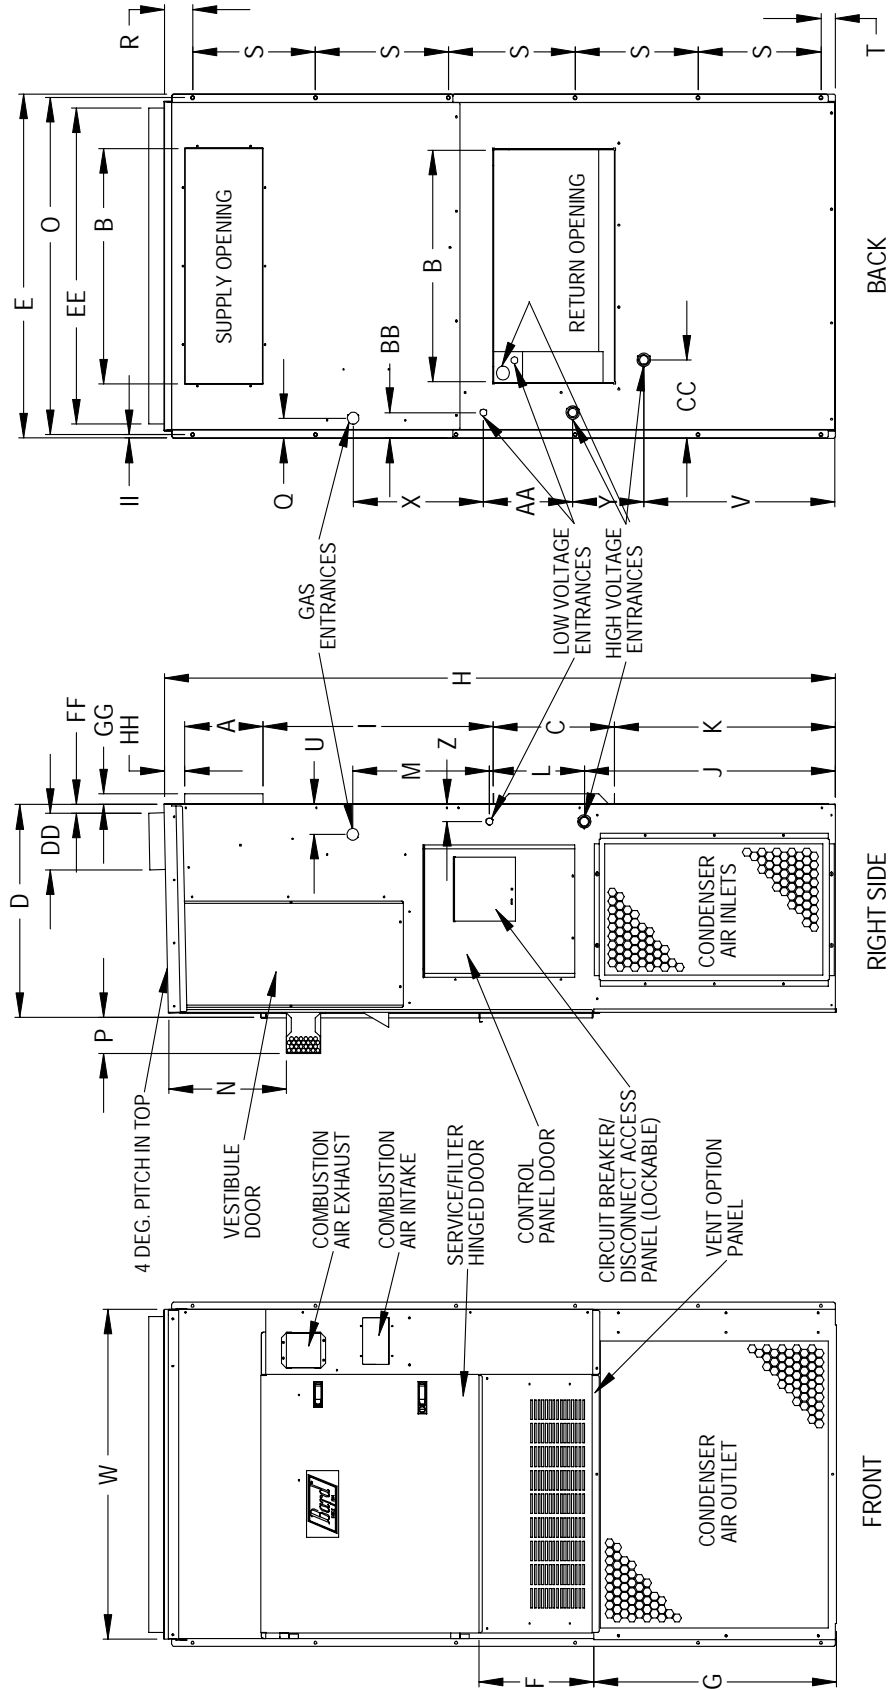 W
Bard
4 DEG. PITCH IN TOP
VESTIBULE
DOOR
COMBUSTION
AIR EXHAUST
COMBUSTION
AIR INTAKE
SERVICE/FILTER
HINGED DOOR
CONTROL
PANEL DOOR
CIRCUIT BREAKER/
DISCONNECT ACCESS
PANEL (LOCKABLE)
VENT OPTION
PANEL
F
G
CONDENSER
AIR OUTLET
FRONT
D
P
DD
FF
GG
HH
N
A
I
U
M
Z
C
L
K
J
H
CONDENSER
AIR INLETS
RIGHT SIDE
GAS
ENTRANCES
LOW VOLTAGE
ENTRANCES
HIGH VOLTAGE
ENTRANCES
E
O
EE
B
II
Q
BB
R
S
S
S
S
S
T
SUPPLY OPENING
B
RETURN OPENING
X
AA
Y
V
CC
BACK